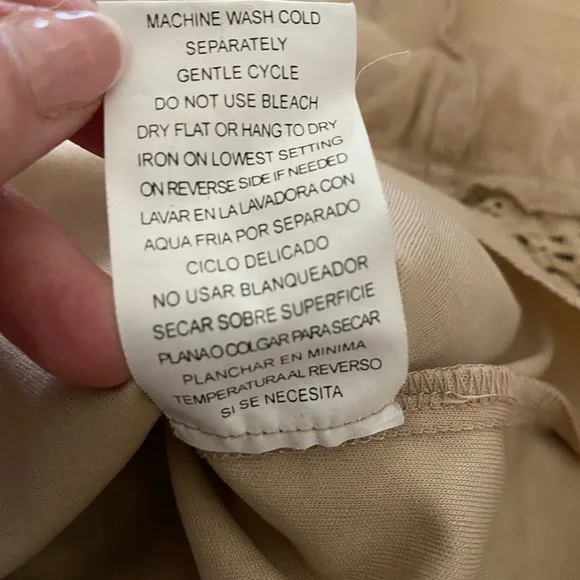 MACHINE WASH COLD
SEPARATELY
GENTLE CYCLE
DO NOT USE BLEACH
DRY FLAT OR HANG TO DRY
IRON ON LOWEST SETTING
ON REVERSE SIDE IF NEEDED
LAVAR EN LA LAVADORA CON
AQUA FRIA POR SEPARADO
CICLO DELICADO
NO USAR BLANQUEADOR
SECAR SOBRE SUPERFICIE
PLANA O COLGAR PARA SECAR
PLANCHAR EN MINIMA
TEMPERATURA AL REVERSO
SI SE NECESITA